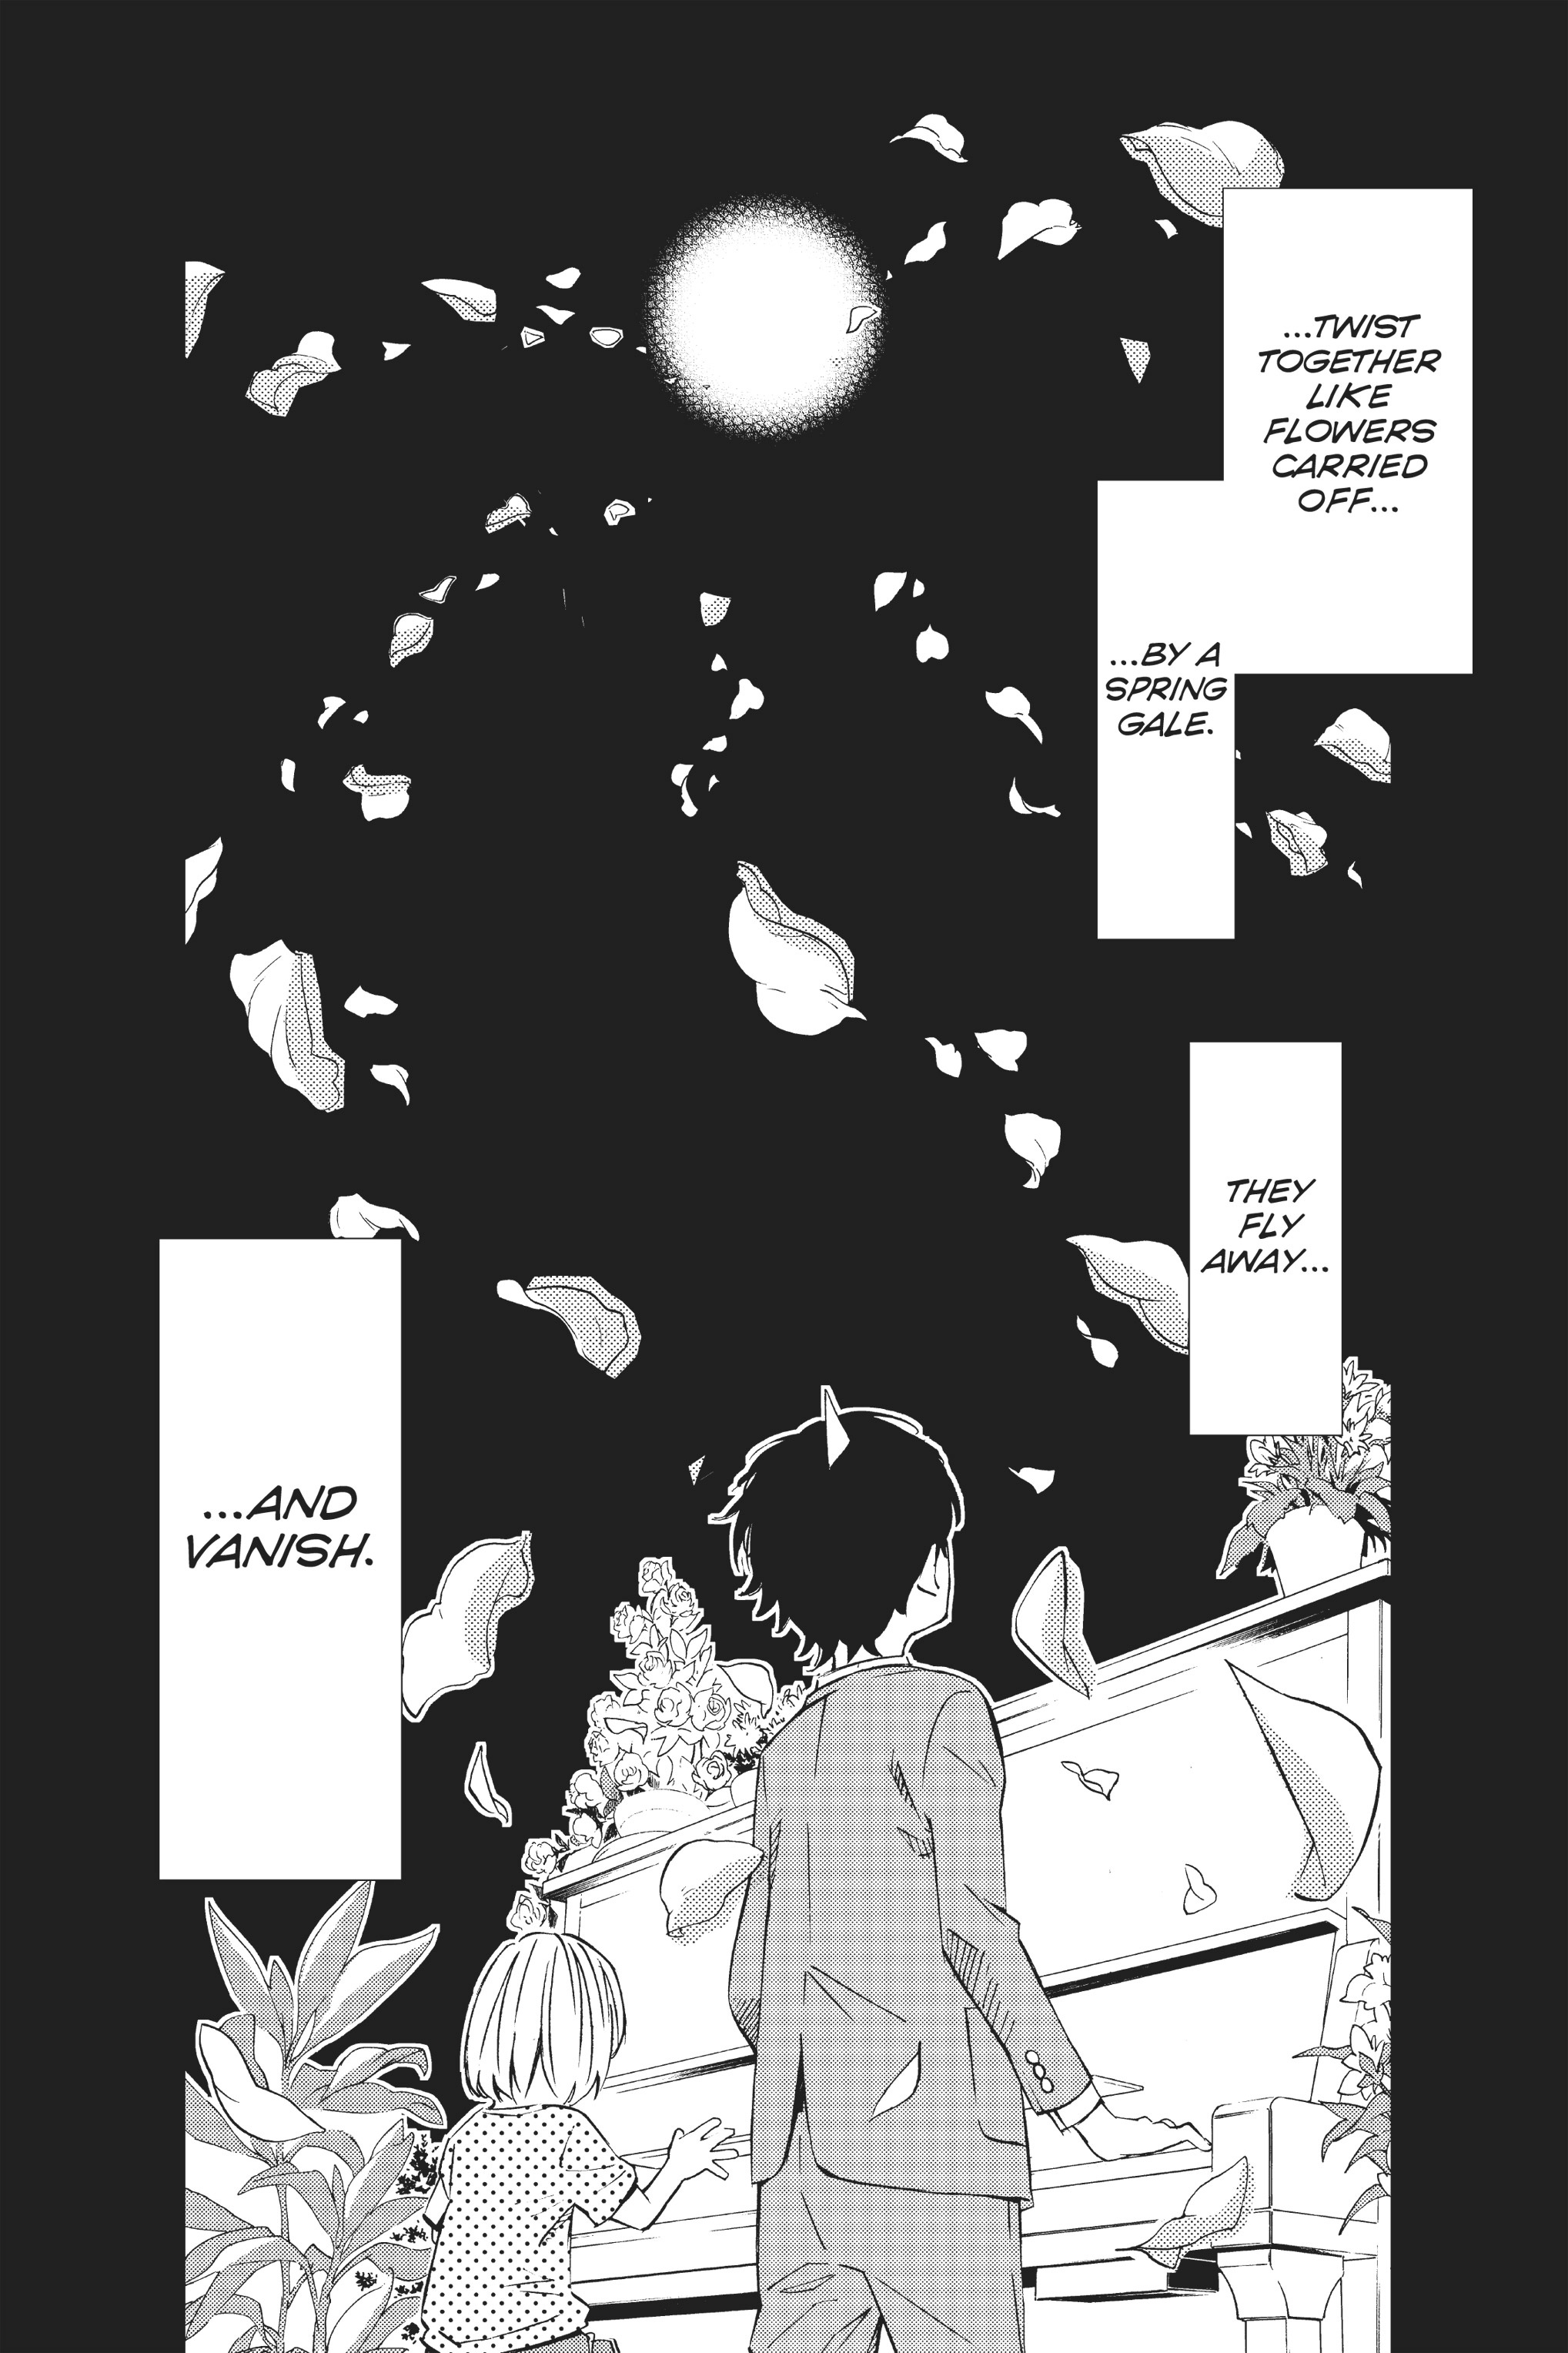 ...TWIST
TOGETHER
LIKE
FLOWERS
CARRIED
OFF...
...BY A
SPRING
GALE.
THEY
FLY
AWAY...
...AND
VANISH.